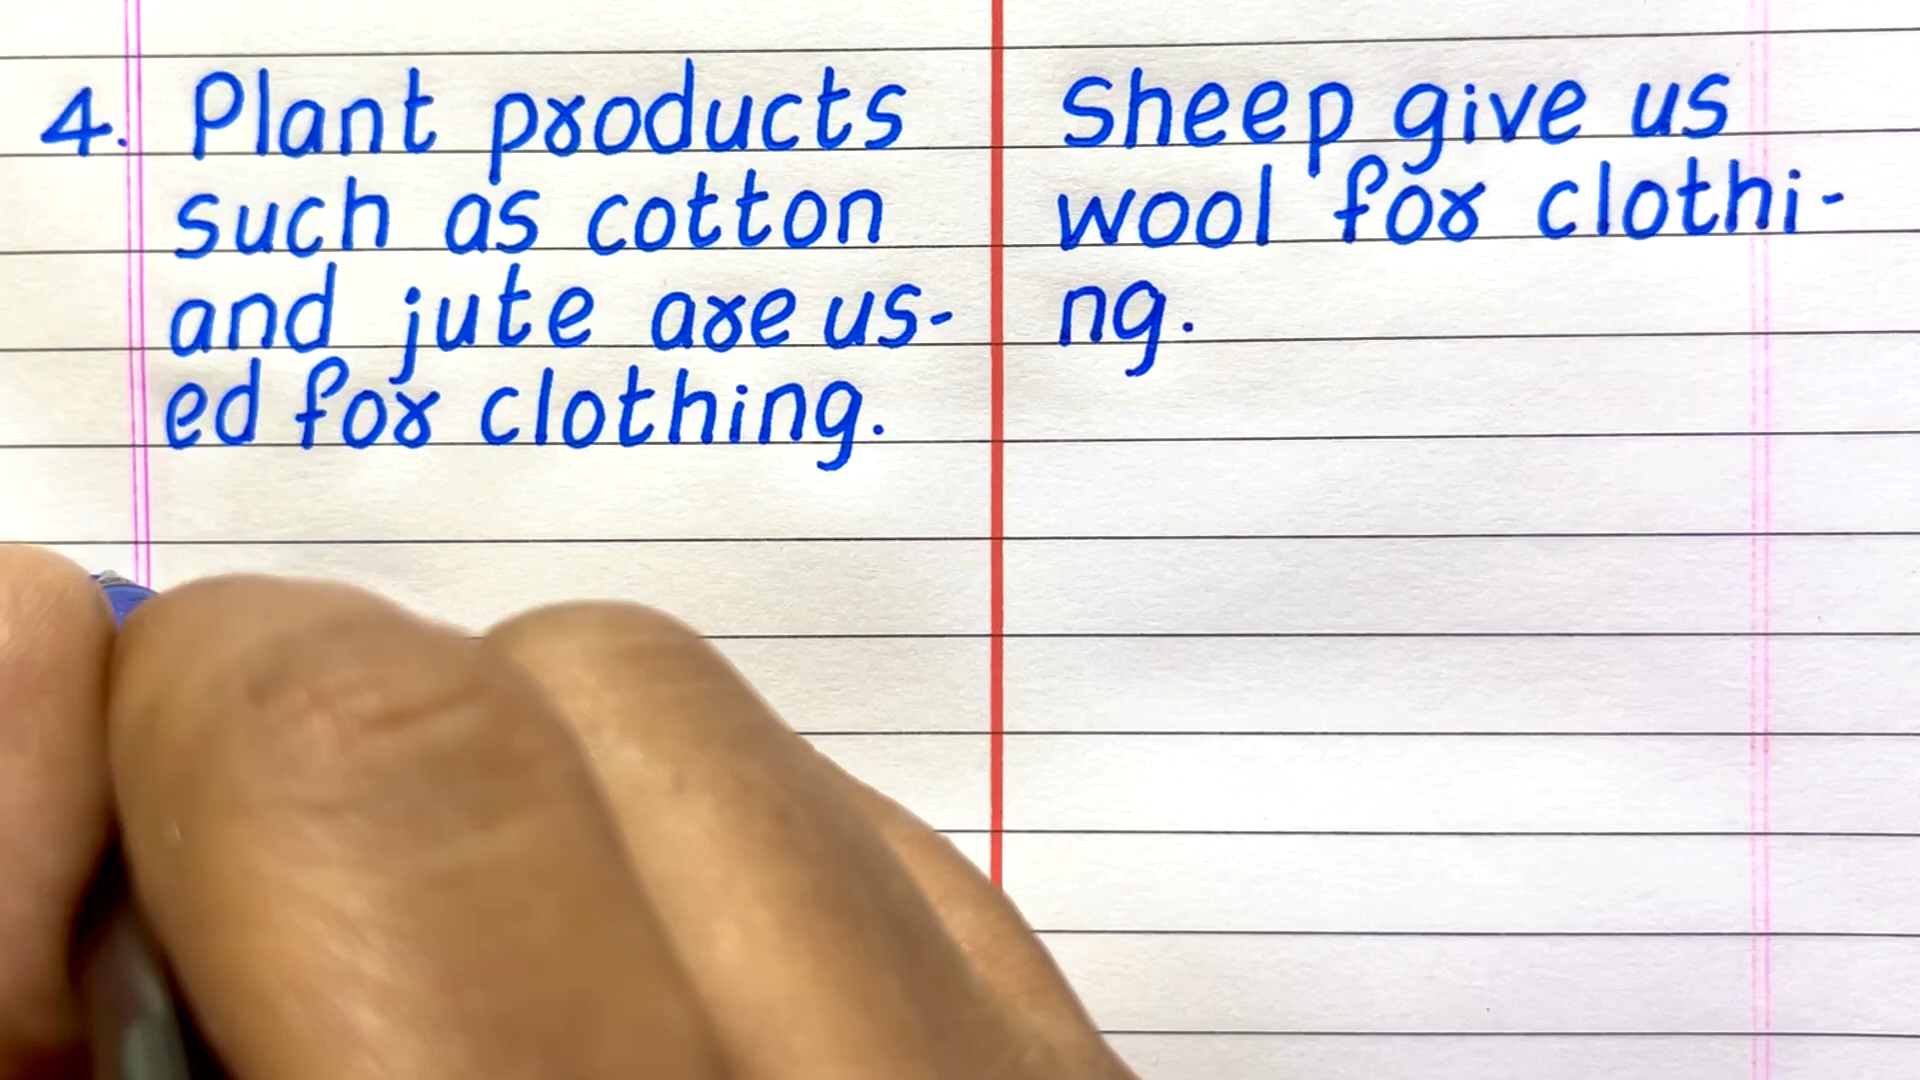 4. Plant products
such as cotton
and jute are us-
ed for clothing.
Sheep give us
wool for clothi-
ng.